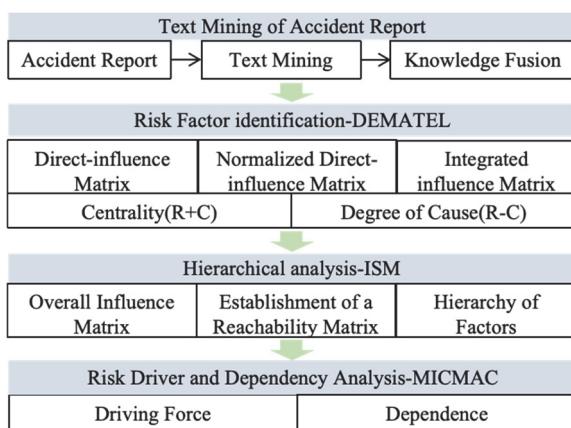 Text Mining of Accident Report
Accident Report
Text Mining
Knowledge Fusion
Risk Factor identification-DEMATEL
Direct-influence
Matrix
Normalized Direct-
influence Matrix
Integrated
influence Matrix
Centrality(R+C)
Degree of Cause(R-C)
Hierarchical analysis-ISM
Overall Influence
Matrix
Establishment of a
Reachability Matrix
Hierarchy of
Factors
Risk Driver and Dependency Analysis-MICMAC
Driving Force
Dependence